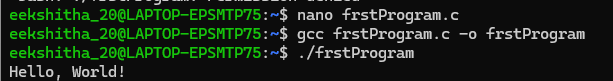 eekshitha_20@LAPTOP-EPSMTP75:~$ nano frstProgram.c
eekshitha_20@LAPTOP-EPSMTP75:~$ gcc frstProgram.c -o frstProgram
eekshitha_20@LAPTOP-EPSMTP75:~$ ./frstProgram
Hello, World!